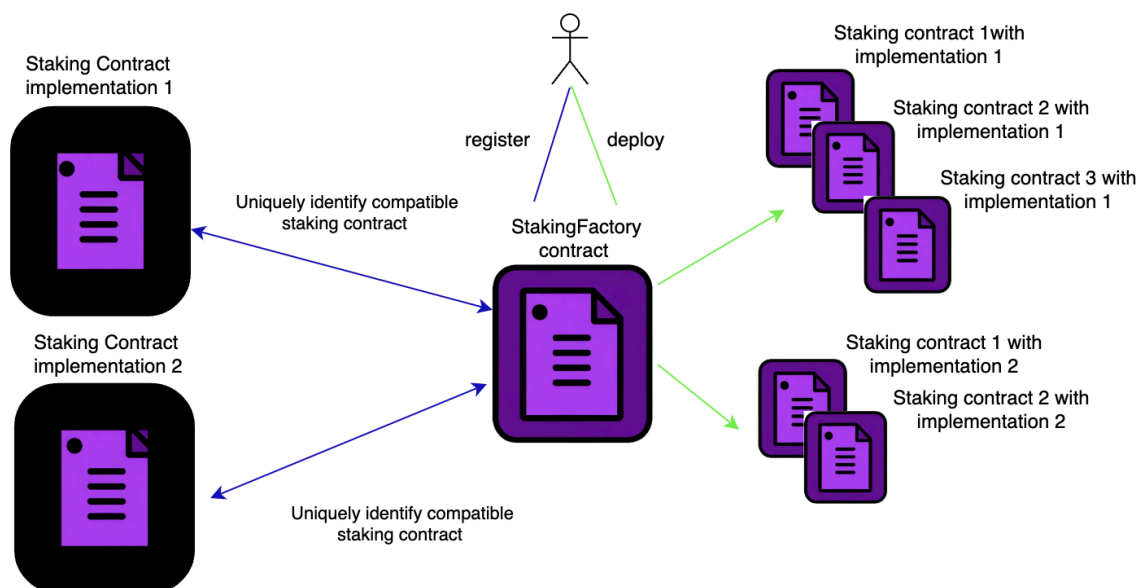 Staking Contract
implementation 1
Uniquely identify compatible
staking contract
Staking Contract
implementation 2
Uniquely identify compatible
staking contract
register
deploy
StakingFactory
contract
Staking contract 1with
implementation 1
Staking contract 2 with
implementation 1
Staking contract 3 with
implementation 1
Staking contract 1 with
implementation 2
Staking contract 2 with
implementation 2